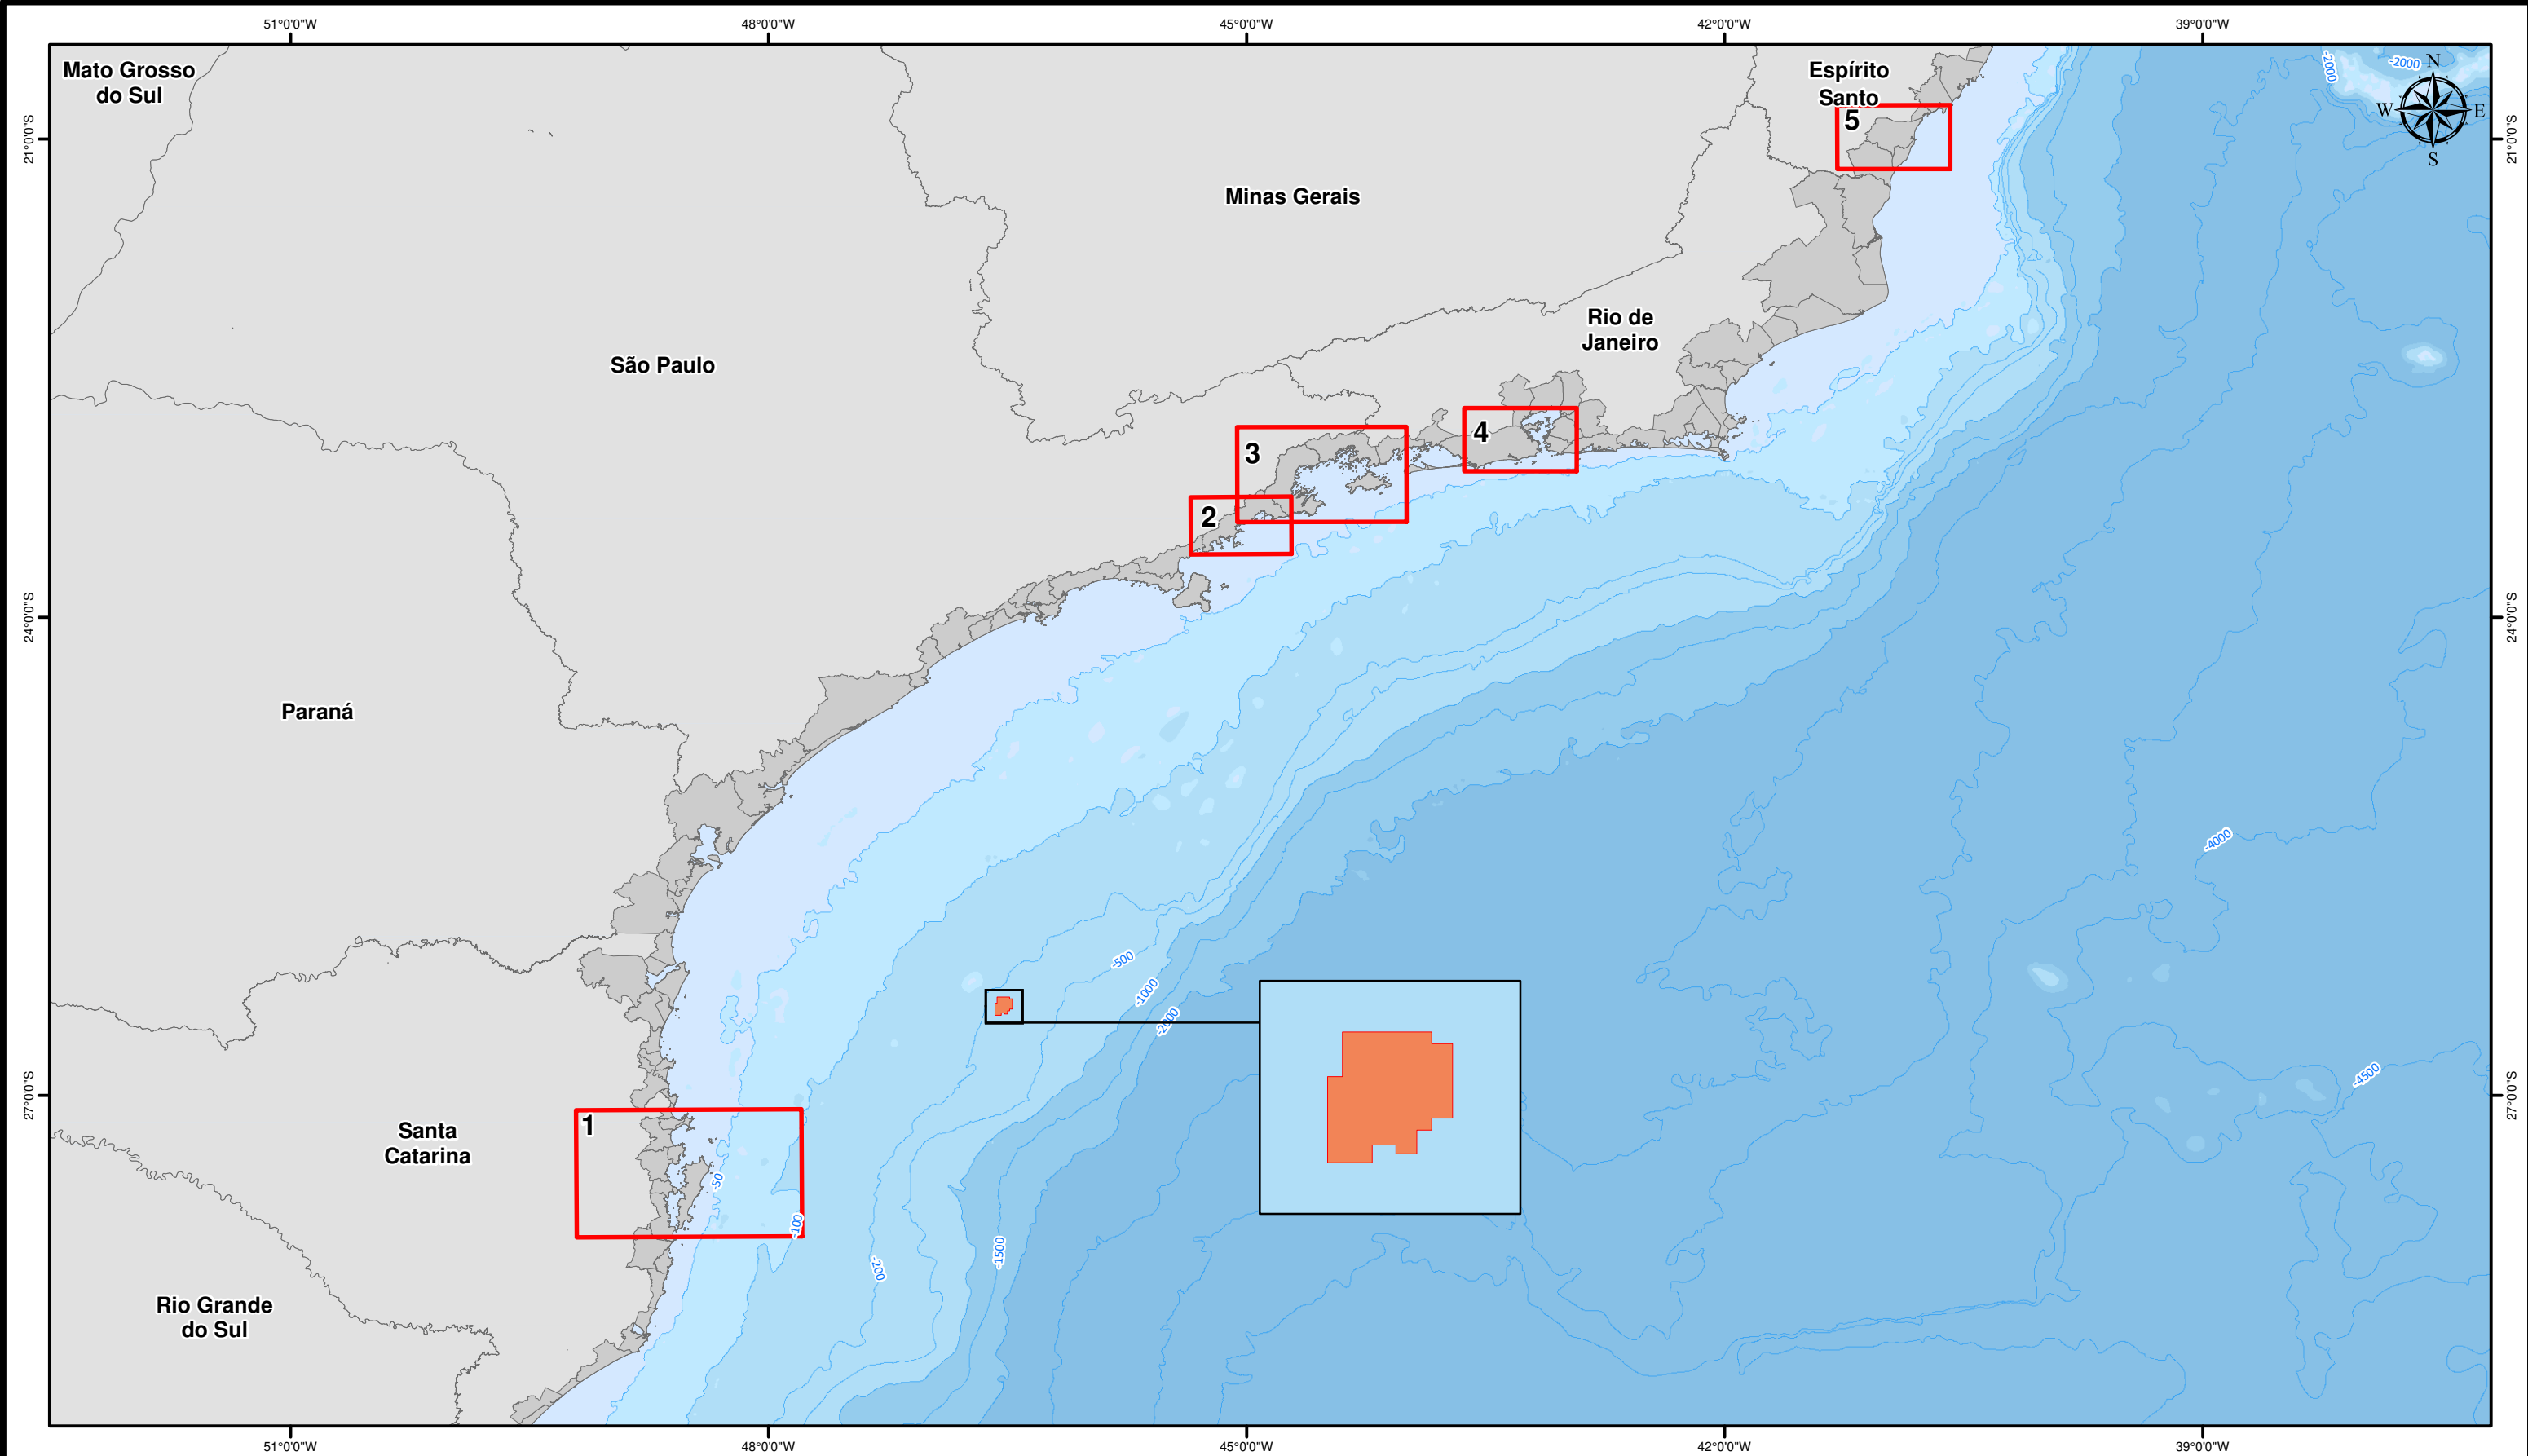 51°0'0"W
48°0'0"W
45°0'0"W
42°0'0"W
39°0'0"W
Mato Grosso
do Sul
Espírito
Santo
-2000
-2000
N
W
E
S
5
21°0'0"S
21°0'0"S
Minas Gerais
Rio de
Janeiro
São Paulo
4
3
2
24°0'0"S
24°0'0"S
Paraná
-4000
-500
-1000
-2000
-4500
27°0'0"S
27°0'0"S
1
Santa
Catarina
-50
-100
-200
-1500
Rio Grande
do Sul
51°0'0"W
48°0'0"W
45°0'0"W
42°0'0"W
39°0'0"W